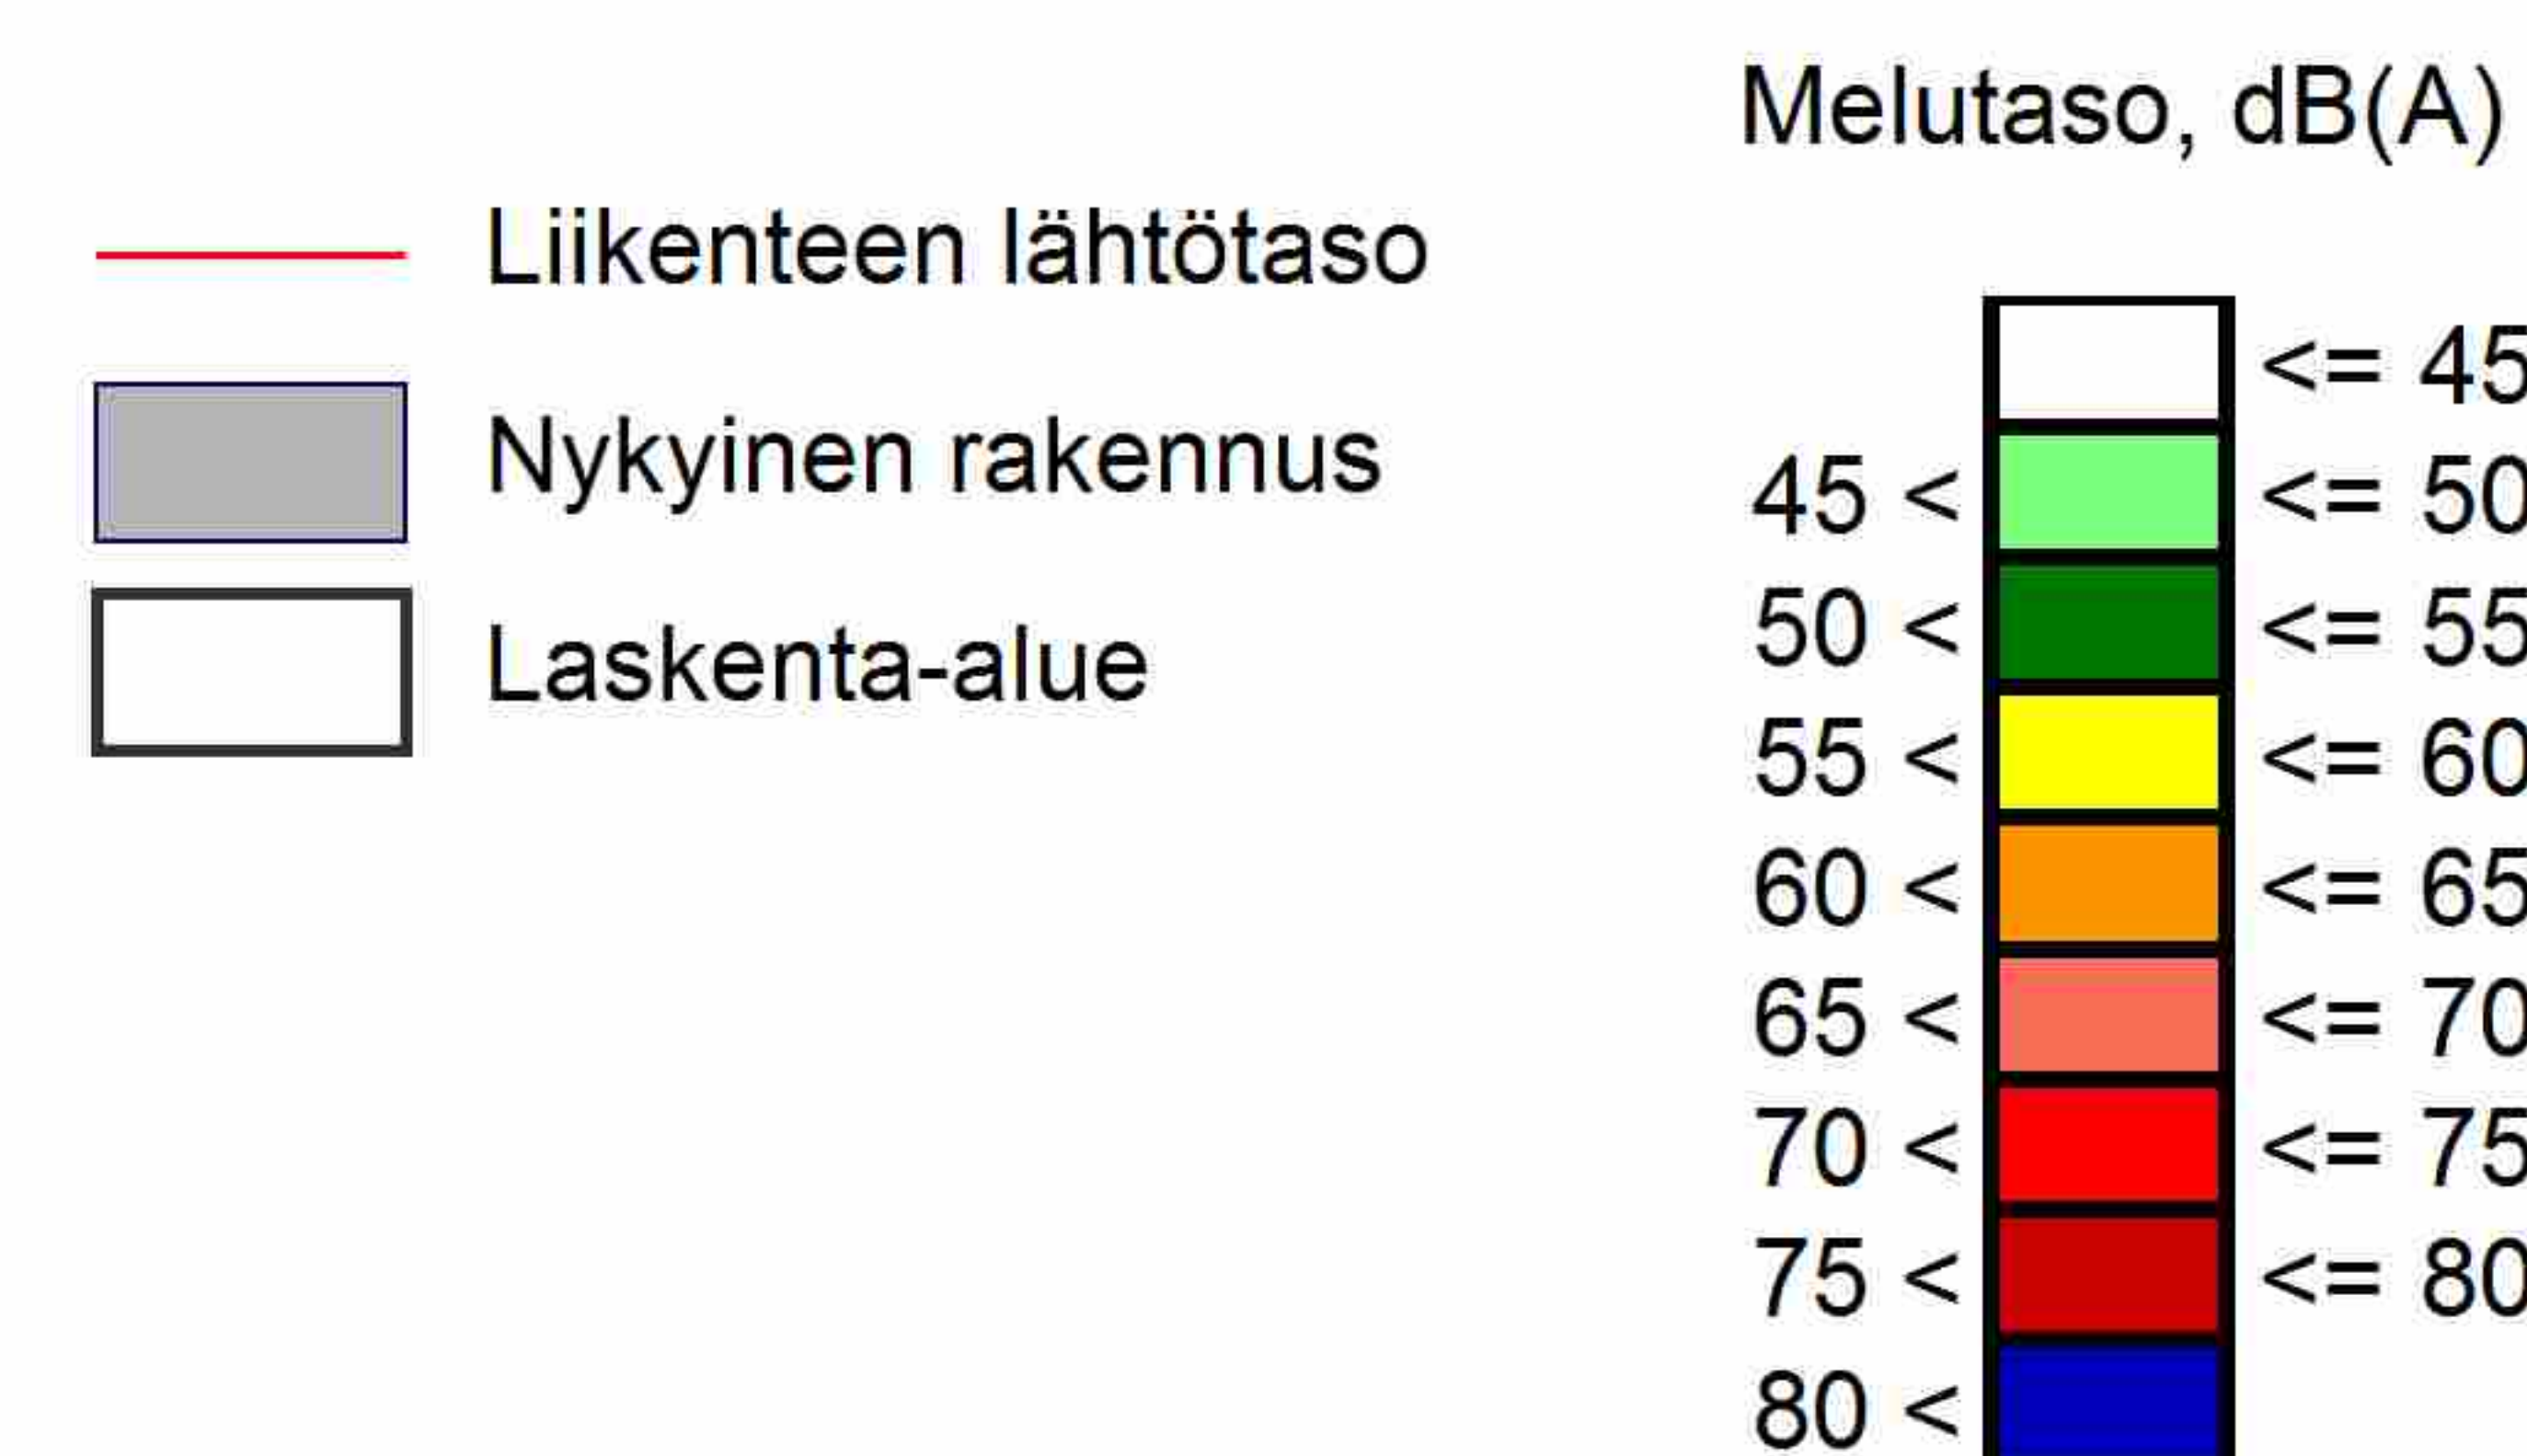 Melutaso, dB(A)
Liikenteen lähtötaso
Nykyinen rakennus
Laskenta-alue
<= 45
45 < <= 50
50 < <= 55
55 < <= 60
60 < <= 65
65 < <= 70
70 < <= 75
75 < <= 80
80 <